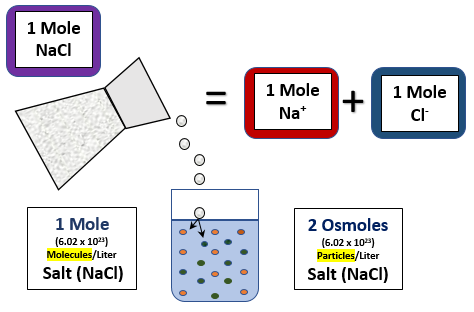 1 Mole
NaCl
=
1 Mole
Na⁺
+
1 Mole
Cl⁻
1 Mole
(6.02 x 10²³)
Molecules/Liter
Salt (NaCl)
2 Osmoles
(6.02 x 10²³)
Particles/Liter
Salt (NaCl)